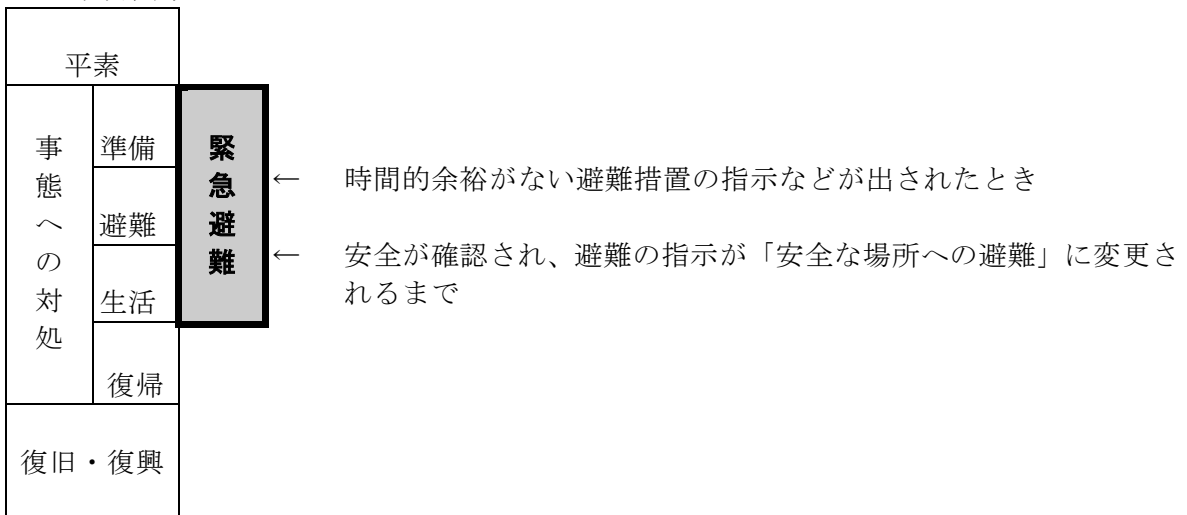 平素
事態への対処
準備
避難
生活
復帰
緊急避難
← 時間的余裕がない避難措置の指示などが出されたとき
← 安全が確認され、避難の指示が「安全な場所への避難」に変更さ
れるまで
復旧・復興